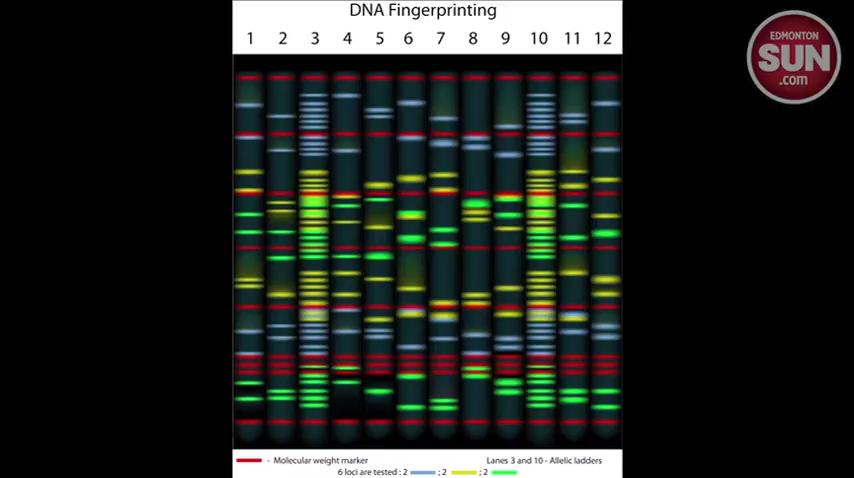 DNA Fingerprinting
1 2 3 4 5 6 7 8 9 10 11 12
EDMONTON
SUN
.com
- Molecular weight marker
Lanes 3 and 10 - Allelic ladders
6 loci are tested : 2 ; 2 ; 2